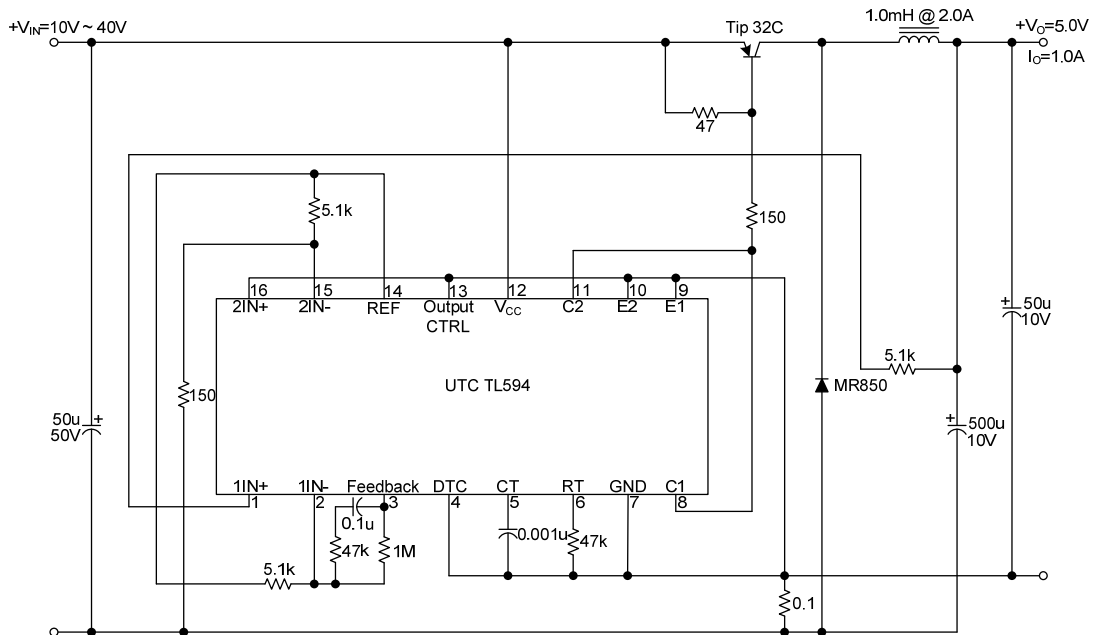 +VIN=10V ~ 40V
Tip 32C
1.0mH @ 2.0A
+VO=5.0V
IO=1.0A
47
5.1k
150
16 15 14 13 12 11 10 9
2IN+ 2IN- REF Output CTRL VCC C2 E2 E1
50u
10V
5.1k
UTC TL594
MR850
150
50u
50V
500u
10V
1IN+ 1IN- Feedback DTC CT RT GND C1
1 2 3 4 5 6 7 8
0.1u
0.001u
47k
47k
1M
5.1k
0.1
+
+
+